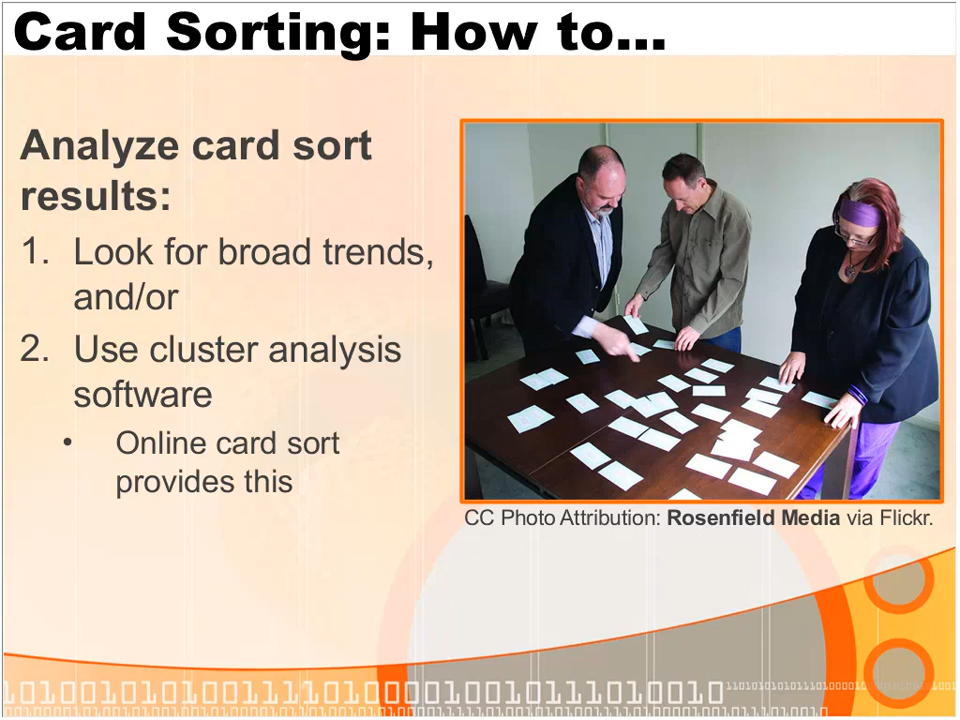 Card Sorting: How to...
Analyze card sort
results:
1. Look for broad trends,
and/or
2. Use cluster analysis
software
• Online card sort
provides this
CC Photo Attribution: Rosenfield Media via Flickr.